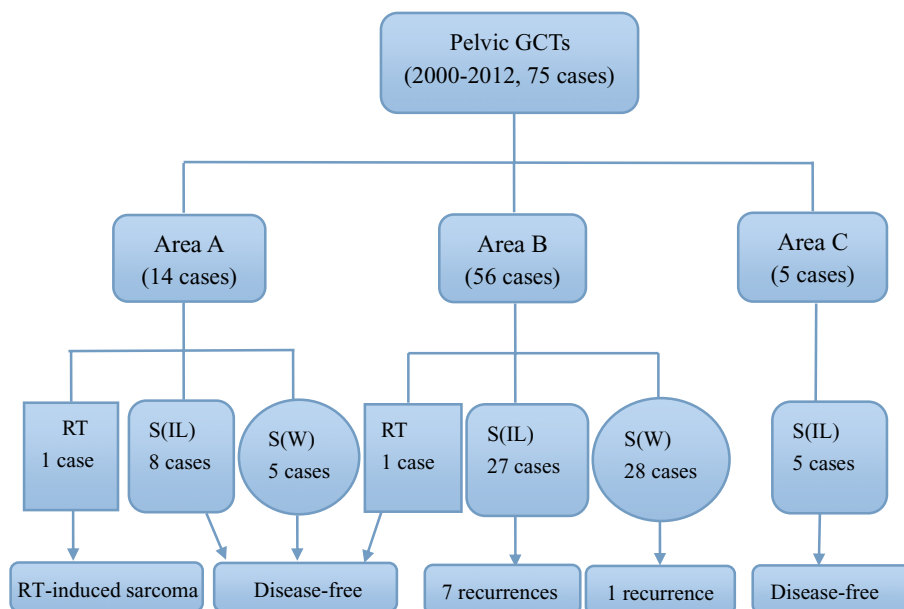 Pelvic GCTs
(2000-2012, 75 cases)
Area A
(14 cases)
Area B
(56 cases)
Area C
(5 cases)
RT
1 case
S(IL)
8 cases
S(W)
5 cases
RT
1 case
S(IL)
27 cases
S(W)
28 cases
S(IL)
5 cases
RT-induced sarcoma
Disease-free
7 recurrences
1 recurrence
Disease-free